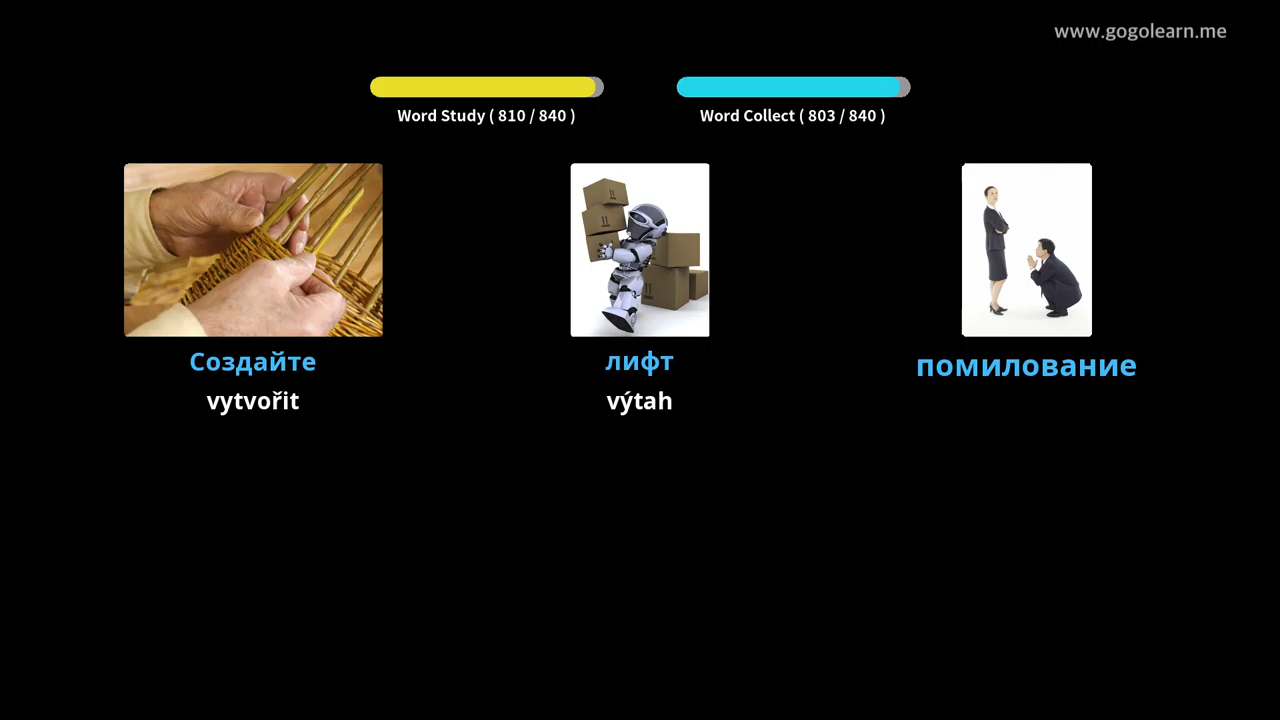 www.gogolearn.me
Word Study ( 810 / 840 )
Word Collect ( 803 / 840 )
Создайте
vytvořit
лифт
výtah
помилование